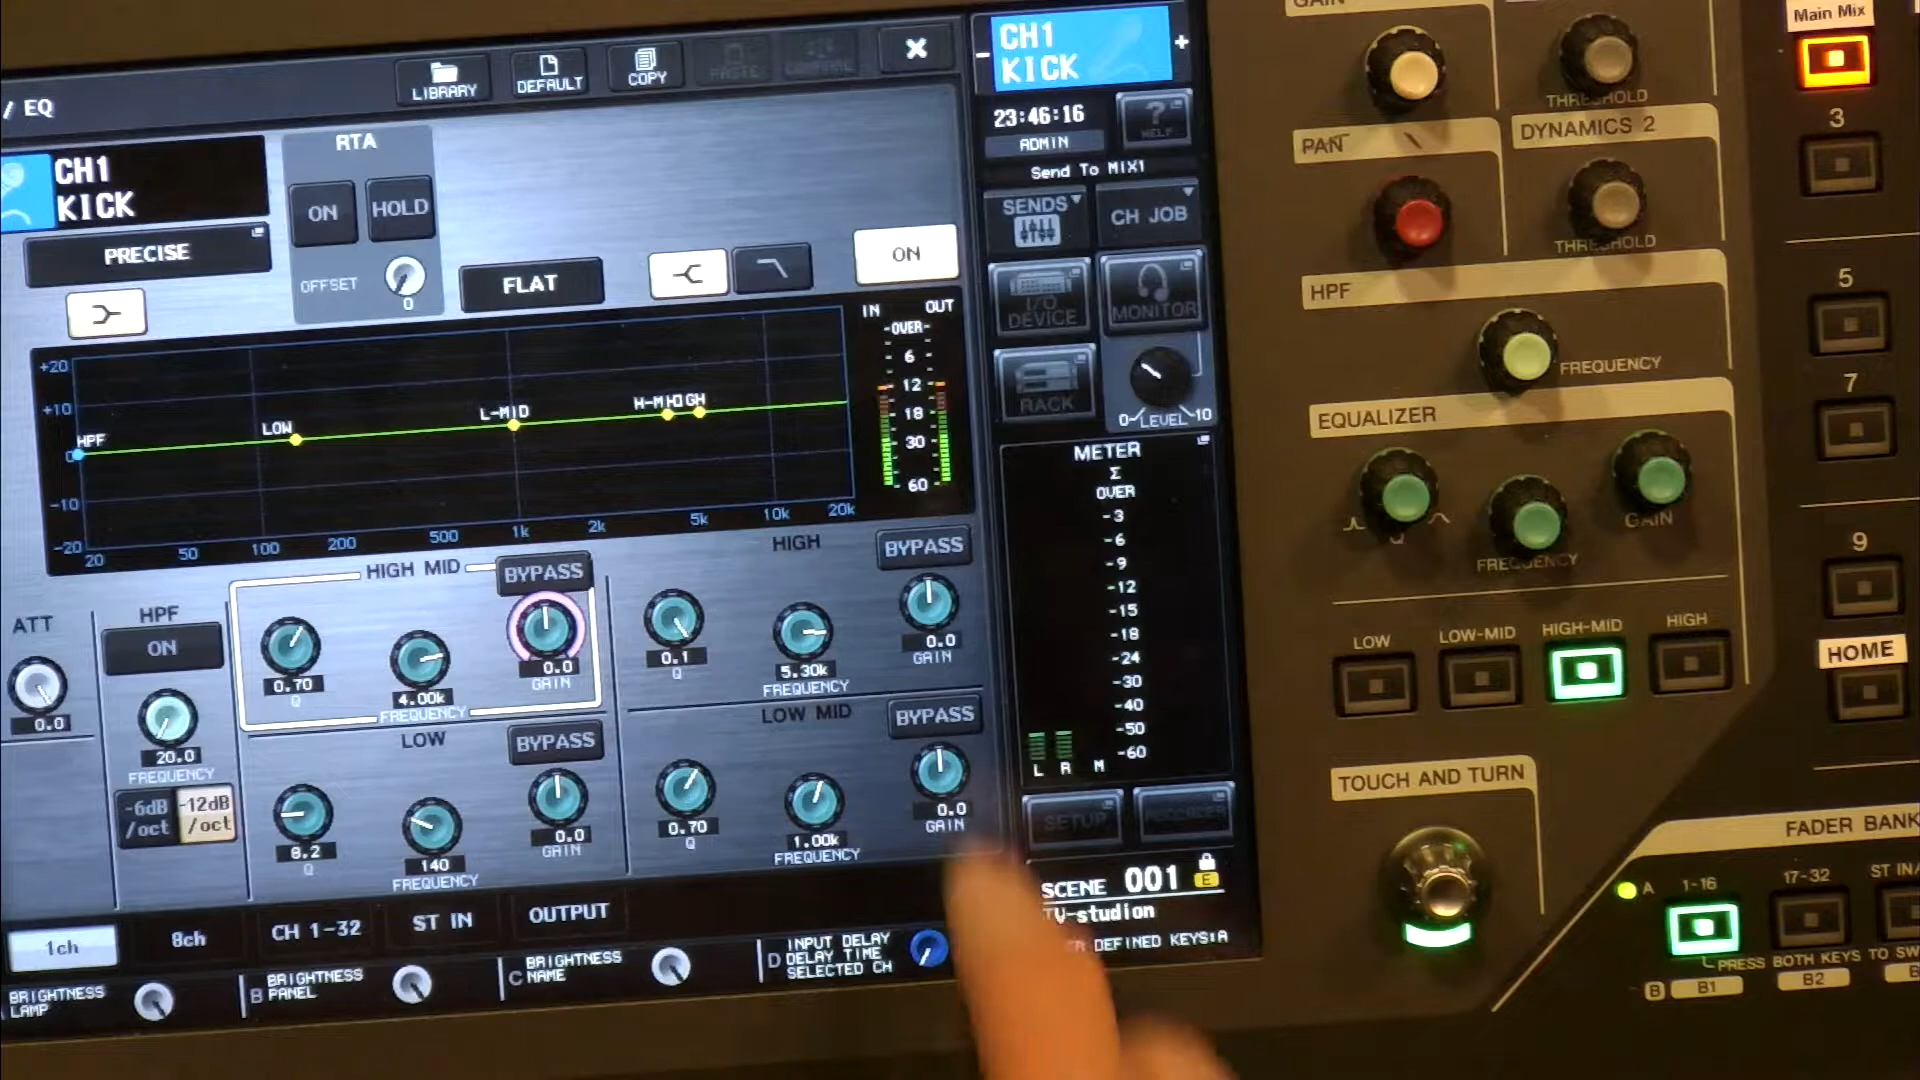 / EQ
LIBRARY
DEFAULT
COPY
PASTE
CH1
KICK
PRECISE
RTA
ON
HOLD
OFFSET
0
FLAT
ON
+20
+10
0
-10
-20
HPF
LOW
L-MID
20
50
100
200
500
1k
2k
5k
10k
20k
IN
OUT
-OVER-
6
12
18
30
60
ATT
0.0
HPF
ON
20.0
FREQUENCY
-6dB
/oct
-12dB
/oct
HIGH MID
BYPASS
0.70
Q
4.00k
FREQUENCY
0.0
GAIN
HIGH
BYPASS
0.1
Q
5.30k
FREQUENCY
0.0
GAIN
LOW
BYPASS
8.2
Q
140
FREQUENCY
0.0
GAIN
LOW MID
BYPASS
0.70
Q
1.00k
FREQUENCY
0.0
GAIN
1ch
8ch
CH 1-32
ST IN
OUTPUT
BRIGHTNESS
LAMP
B
BRIGHTNESS
PANEL
C
BRIGHTNESS
NAME
D
INPUT DELAY
DELAY TIME
SELECTED CH
-
CH1
KICK
+
23:46:16
ADMIN
?
HELP
Send To MIX1
SENDS
CH JOB
I/O
DEVICE
MONITOR
RACK
0
LEVEL
10
METER
Σ
OVER
-3
-6
-9
-12
-15
-18
-24
-30
-40
-50
-60
L
R
M
SETUP
RECORDER
SCENE 001
E
TV-studion
DEFINED KEYS:A
GAIN
THRESHOLD
PAN
DYNAMICS 2
THRESHOLD
HPF
FREQUENCY
EQUALIZER
Q
FREQUENCY
GAIN
LOW
LOW-MID
HIGH-MID
HIGH
TOUCH AND TURN
Main Mix
3
5
7
9
HOME
FADER BANK
A
1-16
17-32
ST IN/
PRESS BOTH KEYS TO SW
B
B1
B2
B